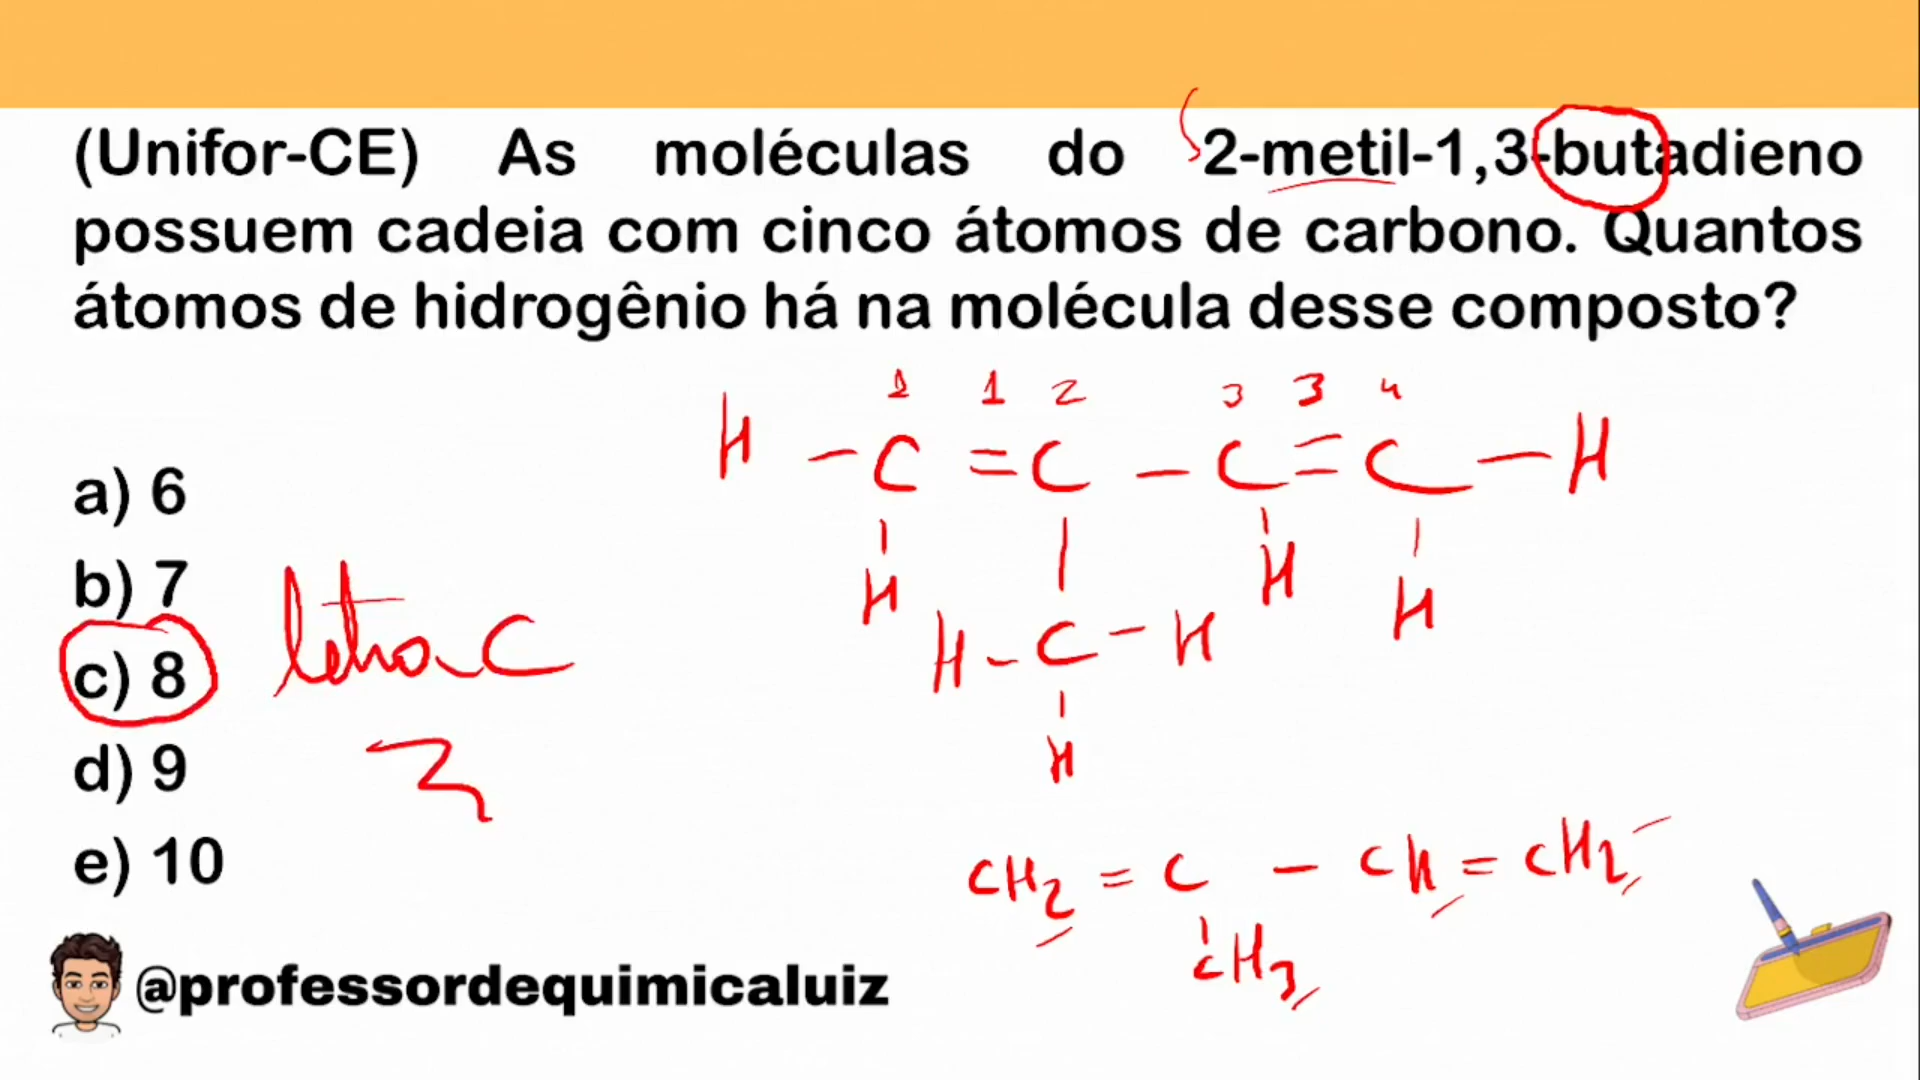 (Unifor-CE) As moléculas do 2-metil-1,3-butadieno
possuem cadeia com cinco átomos de carbono. Quantos
átomos de hidrogênio há na molécula desse composto?
1 1 2 3 3 4
H - C = C - C = C - H
a) 6
H H H
b) 7
letra C
H - C - H
c) 8
H
d) 9
e) 10
CH2 = C - CH = CH2
CH3
@professordequimicaluiz